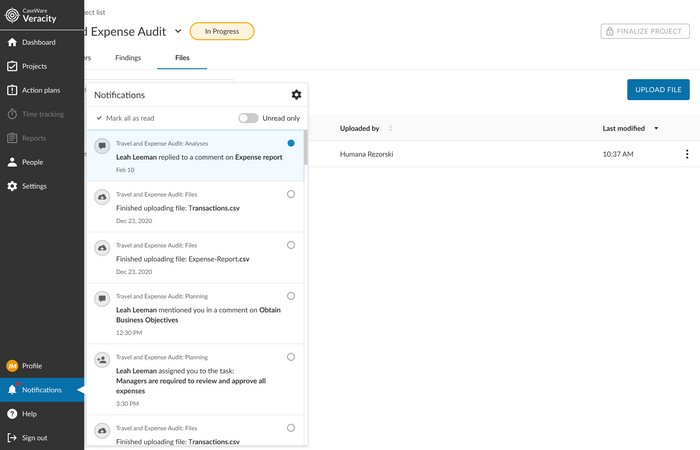 CaseWare
Veracity
Dashboard
Projects
Action plans
Time tracking
Reports
People
Settings
JM Profile
Notifications
Help
Sign out
ect list
d Expense Audit
In Progress
FINALIZE PROJECT
ers
Findings
Files
UPLOAD FILE
Uploaded by
Last modified
Humana Rezorski
10:37 AM
Notifications
Mark all as read
Unread only
Travel and Expense Audit: Analyses
Leah Leeman replied to a comment on Expense report
Feb 10
Travel and Expense Audit: Files
Finished uploading file: Transactions.csv
Dec 23, 2020
Travel and Expense Audit: Files
Finished uploading file: Expense-Report.csv
Dec 23, 2020
Travel and Expense Audit: Planning
Leah Leeman mentioned you in a comment on Obtain
Business Objectives
12:30 PM
Travel and Expense Audit: Planning
Leah Leeman assigned you to the task:
Managers are required to review and approve all
expenses
3:30 PM
Travel and Expense Audit: Files
Finished uploading file: Transactions.csv